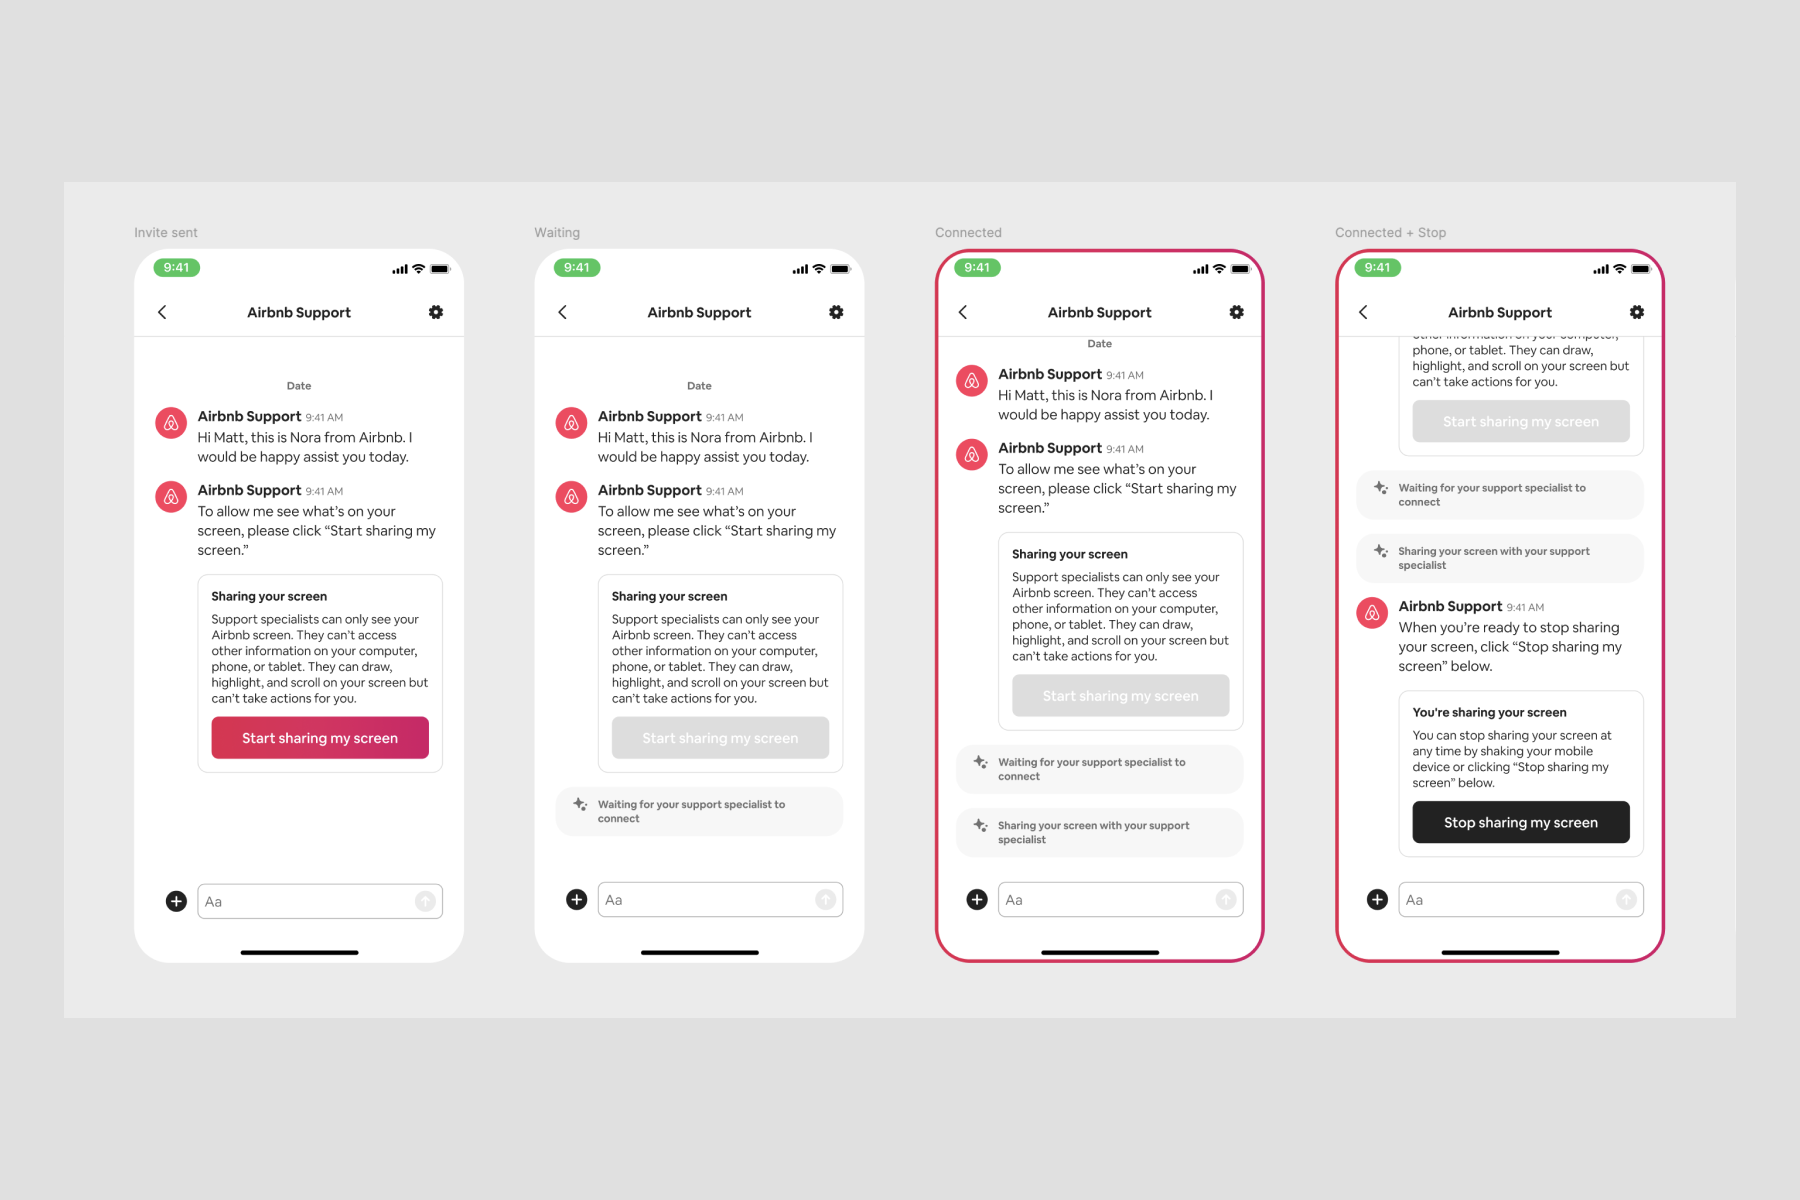 Invite sent
9:41
Airbnb Support
Date
Airbnb Support 9:41 AM
Hi Matt, this is Nora from Airbnb. I
would be happy assist you today.
Airbnb Support 9:41 AM
To allow me see what’s on your
screen, please click “Start sharing my
screen.”
Sharing your screen
Support specialists can only see your
Airbnb screen. They can’t access
other information on your computer,
phone, or tablet. They can draw,
highlight, and scroll on your screen but
can’t take actions for you.
Start sharing my screen
Aa
Waiting
9:41
Airbnb Support
Date
Airbnb Support 9:41 AM
Hi Matt, this is Nora from Airbnb. I
would be happy assist you today.
Airbnb Support 9:41 AM
To allow me see what’s on your
screen, please click “Start sharing my
screen.”
Sharing your screen
Support specialists can only see your
Airbnb screen. They can’t access
other information on your computer,
phone, or tablet. They can draw,
highlight, and scroll on your screen but
can’t take actions for you.
Start sharing my screen
Waiting for your support specialist to
connect
Aa
Connected
9:41
Airbnb Support
Date
Airbnb Support 9:41 AM
Hi Matt, this is Nora from Airbnb. I
would be happy assist you today.
Airbnb Support 9:41 AM
To allow me see what’s on your
screen, please click “Start sharing my
screen.”
Sharing your screen
Support specialists can only see your
Airbnb screen. They can’t access
other information on your computer,
phone, or tablet. They can draw,
highlight, and scroll on your screen but
can’t take actions for you.
Start sharing my screen
Waiting for your support specialist to
connect
Sharing your screen with your support
specialist
Aa
Connected + Stop
9:41
Airbnb Support
other information on your computer,
phone, or tablet. They can draw,
highlight, and scroll on your screen but
can’t take actions for you.
Start sharing my screen
Waiting for your support specialist to
connect
Sharing your screen with your support
specialist
Airbnb Support 9:41 AM
When you’re ready to stop sharing
your screen, click “Stop sharing my
screen” below.
You're sharing your screen
You can stop sharing your screen at
any time by shaking your mobile
device or clicking “Stop sharing my
screen” below.
Stop sharing my screen
Aa